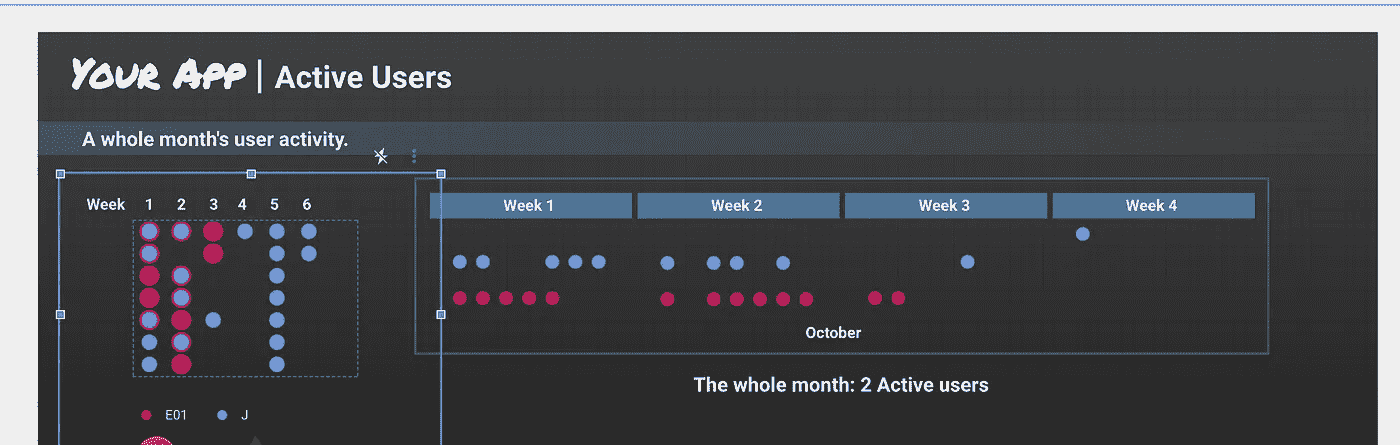 Your App | Active Users
A whole month's user activity.
Week 1 2 3 4 5 6
Week 1 Week 2 Week 3 Week 4
October
The whole month: 2 Active users
E01 J